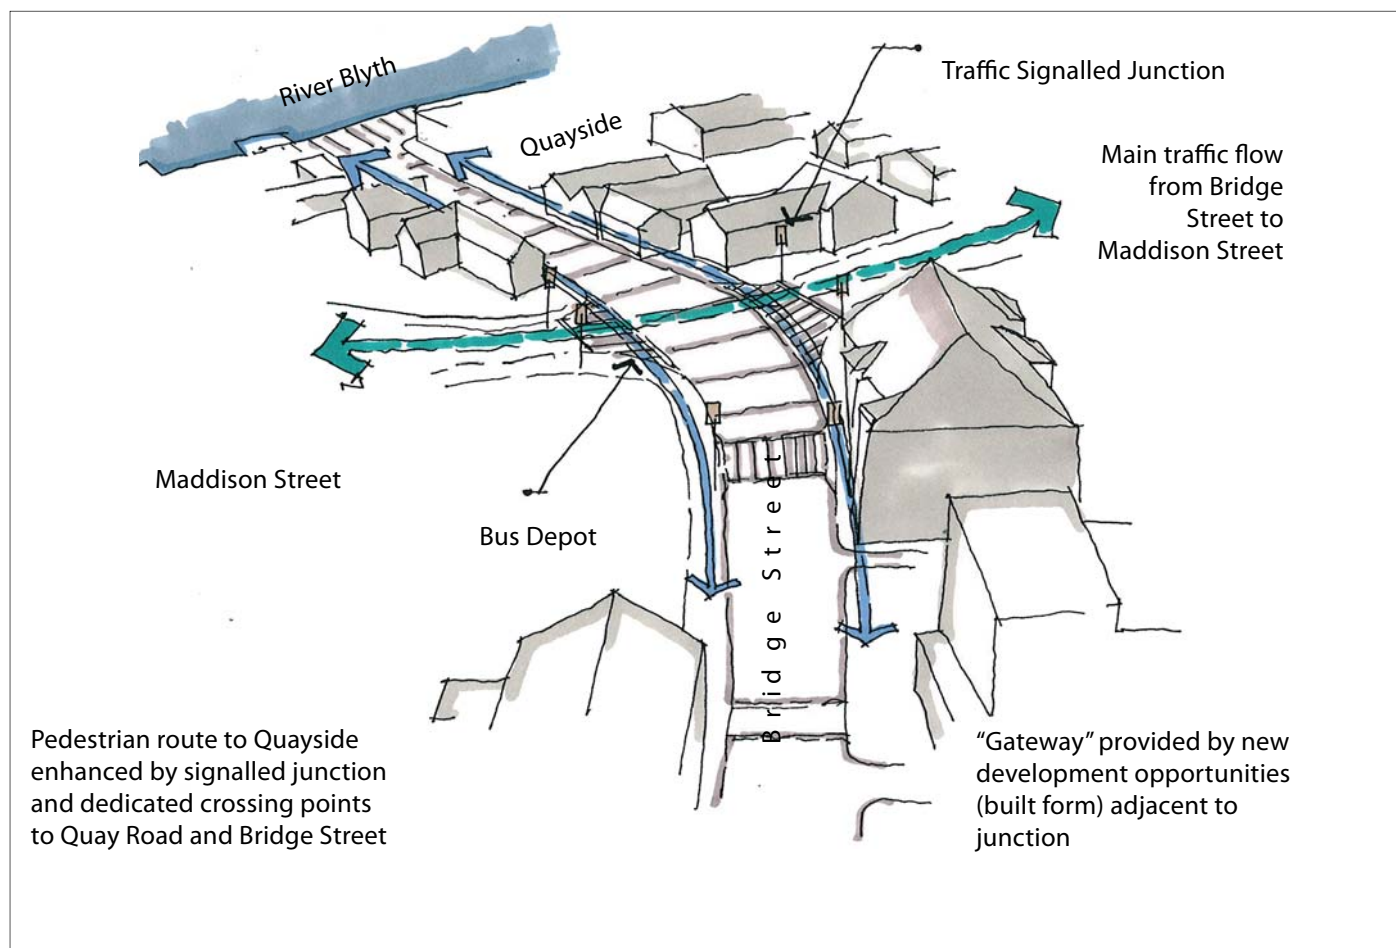 River Blyth
Quayside
Traffic Signalled Junction
Main traffic flow
from Bridge
Street to
Maddison Street
Maddison Street
Bus Depot
Bridge Street
Pedestrian route to Quayside
enhanced by signalled junction
and dedicated crossing points
to Quay Road and Bridge Street
“Gateway” provided by new
development opportunities
(built form) adjacent to
junction